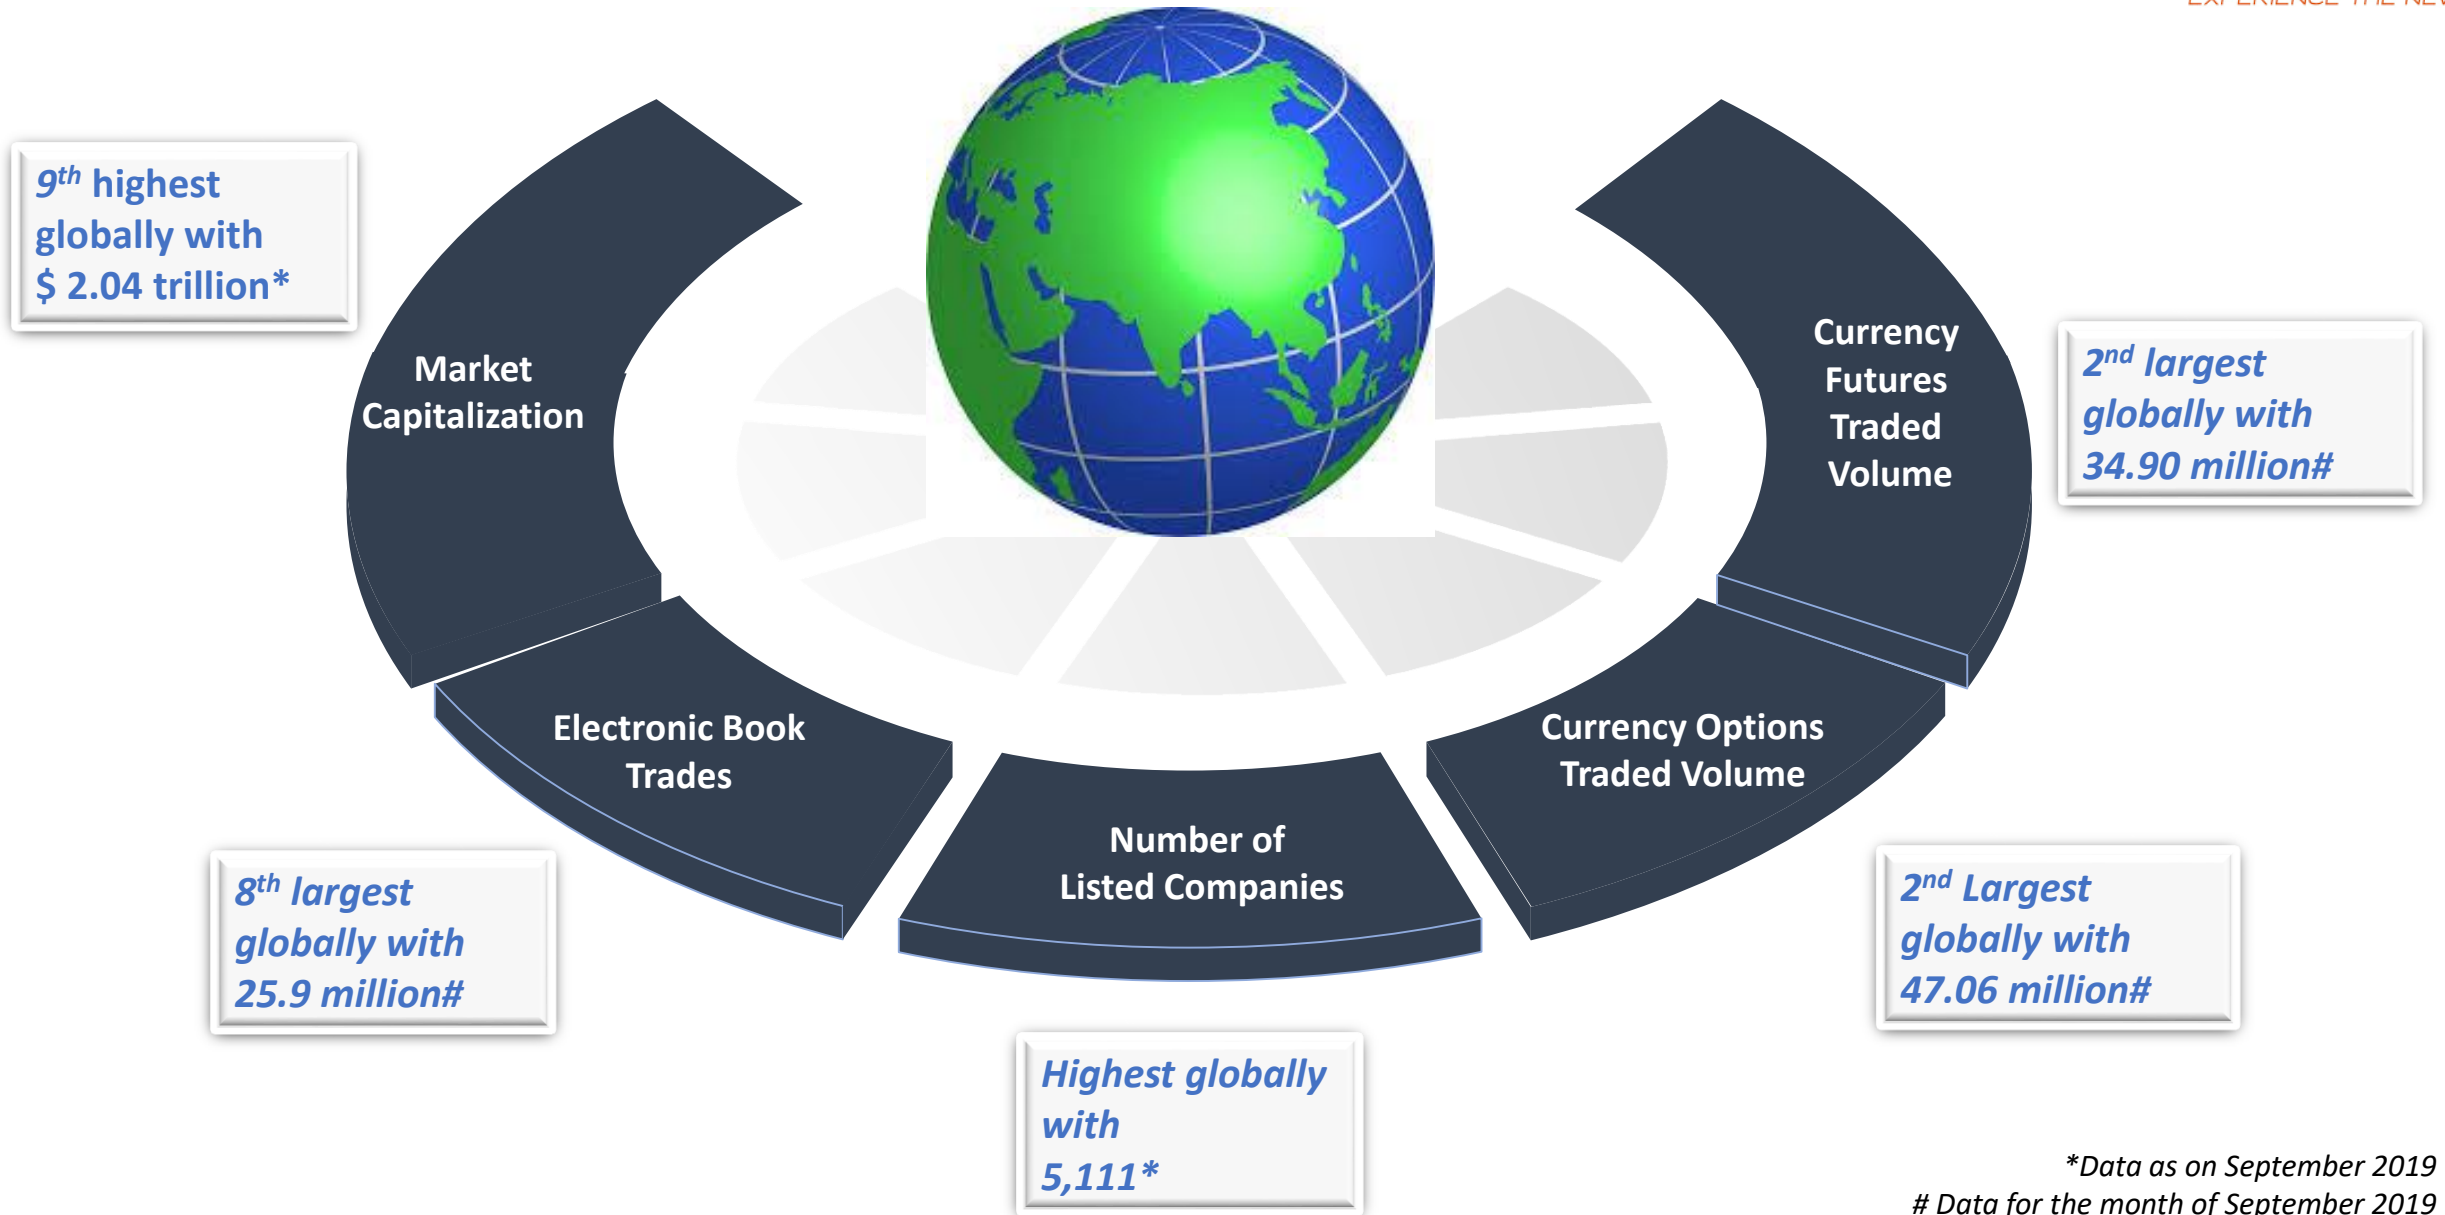 EXPERIENCE THE NEW
9th highest
globally with
$ 2.04 trillion*
Market
Capitalization
Currency
Futures
Traded
Volume
2nd largest
globally with
34.90 million#
Electronic Book
Trades
Currency Options
Traded Volume
Number of
Listed Companies
8th largest
globally with
25.9 million#
2nd Largest
globally with
47.06 million#
Highest globally
with
5,111*
*Data as on September 2019
# Data for the month of September 2019